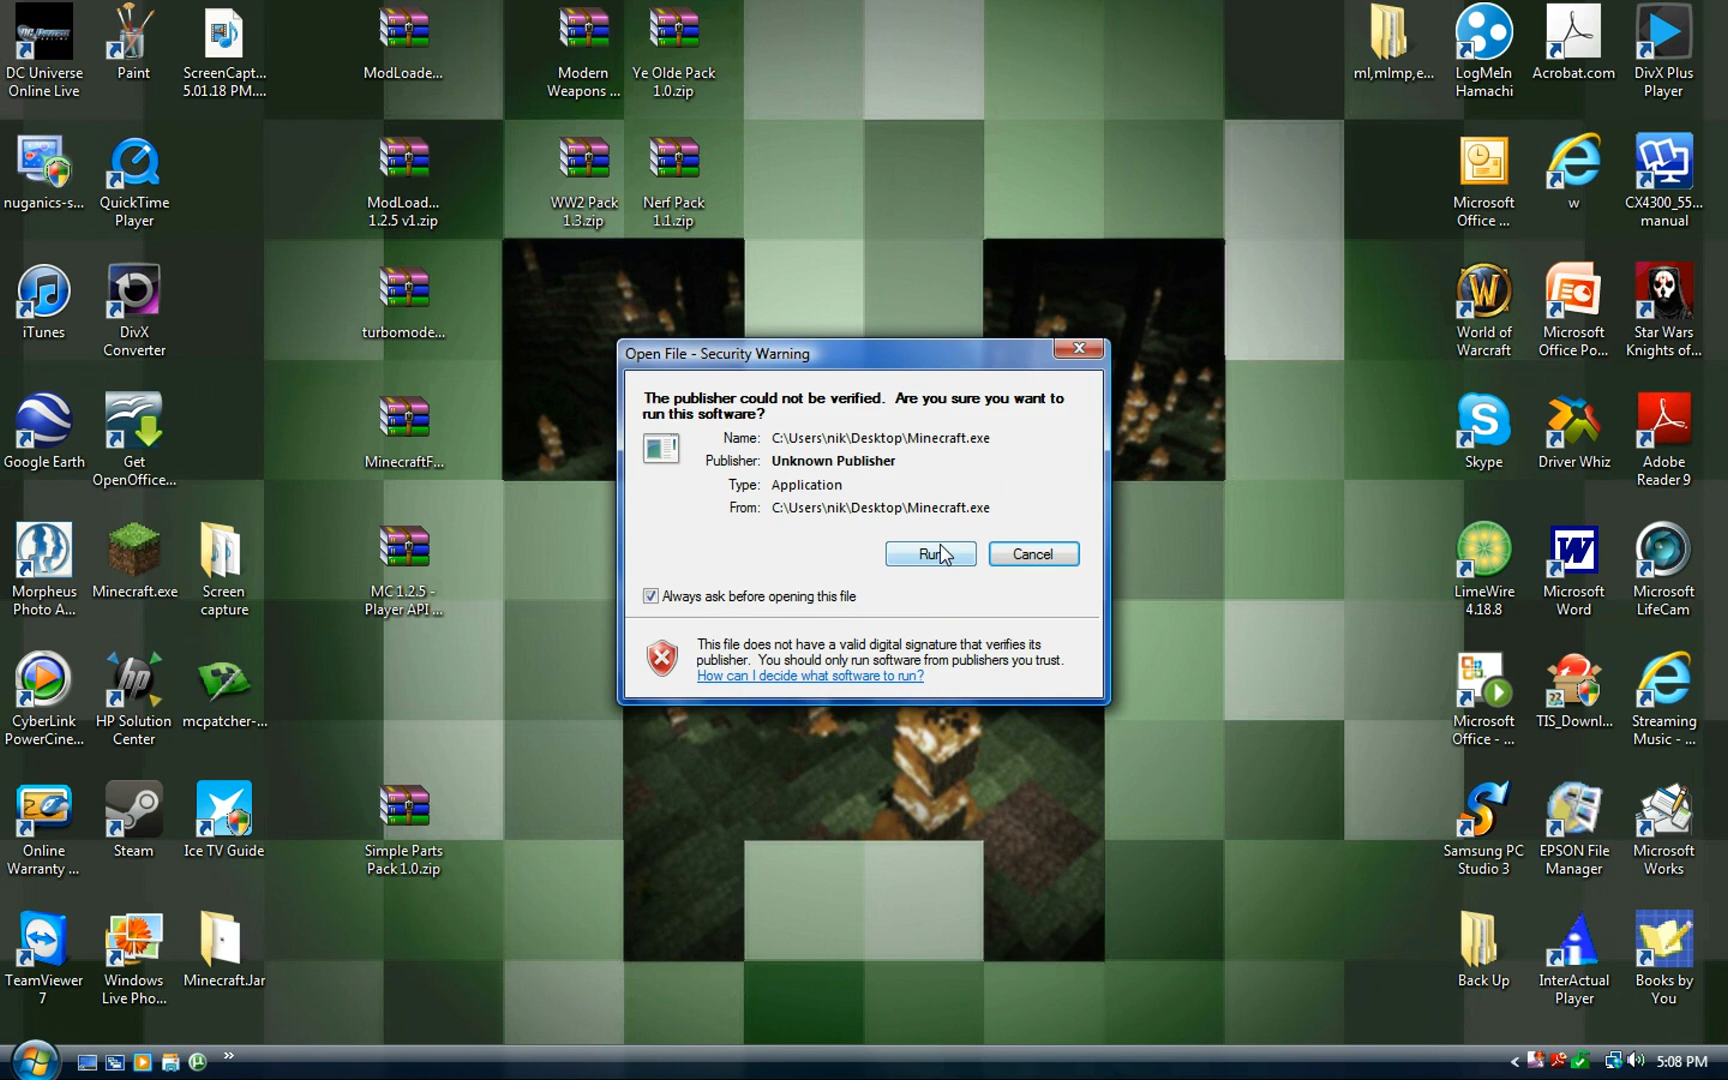 DC Universe
Online Live
Paint
ScreenCapt...
5.01.18 PM....
ModLoade...
Modern
Weapons ...
Ye Olde Pack
1.0.zip
ml,mlmp,e...
LogMeIn
Hamachi
Acrobat.com
DivX Plus
Player
nuganics-s...
QuickTime
Player
ModLoad...
1.2.5 v1.zip
WW2 Pack
1.3.zip
Nerf Pack
1.1.zip
Microsoft
Office ...
w
CX4300_55...
manual
iTunes
DivX
Converter
turbomode...
World of
Warcraft
Microsoft
Office Po...
Star Wars
Knights of...
Open File - Security Warning
The publisher could not be verified. Are you sure you want to
run this software?
Name: C:\Users\nik\Desktop\Minecraft.exe
Publisher: Unknown Publisher
Type: Application
From: C:\Users\nik\Desktop\Minecraft.exe
Run
Cancel
Always ask before opening this file
This file does not have a valid digital signature that verifies its
publisher. You should only run software from publishers you trust.
How can I decide what software to run?
Google Earth
Get
OpenOffice...
MinecraftF...
Skype
Driver Whiz
Adobe
Reader 9
Morpheus
Photo A...
Minecraft.exe
Screen
capture
MC 1.2.5 -
Player API ...
LimeWire
4.18.8
Microsoft
Word
Microsoft
LifeCam
CyberLink
PowerCine...
HP Solution
Center
mcpatcher-...
Microsoft
Office - ...
TIS_Downl...
Streaming
Music - ...
Online
Warranty ...
Steam
Ice TV Guide
Simple Parts
Pack 1.0.zip
Samsung PC
Studio 3
EPSON File
Manager
Microsoft
Works
TeamViewer
7
Windows
Live Pho...
Minecraft.Jar
Back Up
InterActual
Player
Books by
You
5:08 PM